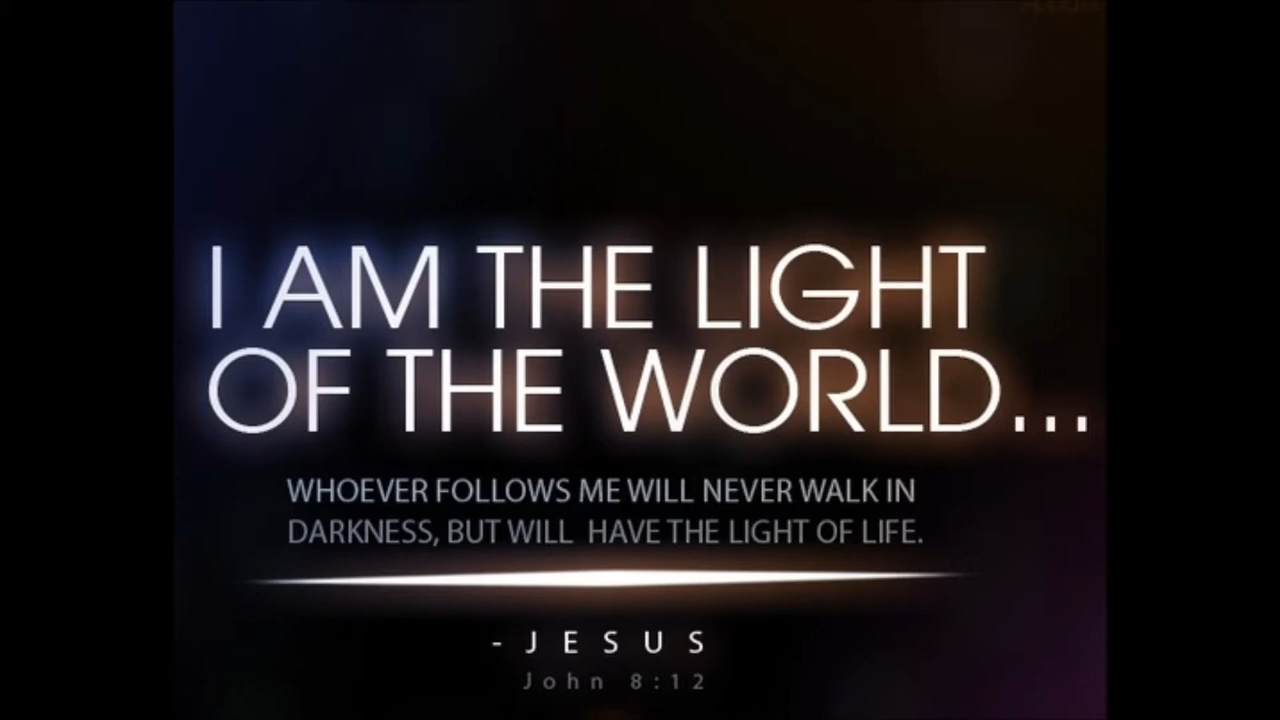 I AM THE LIGHT
OF THE WORLD...
WHOEVER FOLLOWS ME WILL NEVER WALK IN
DARKNESS, BUT WILL HAVE THE LIGHT OF LIFE.
- JESUS
John 8:12